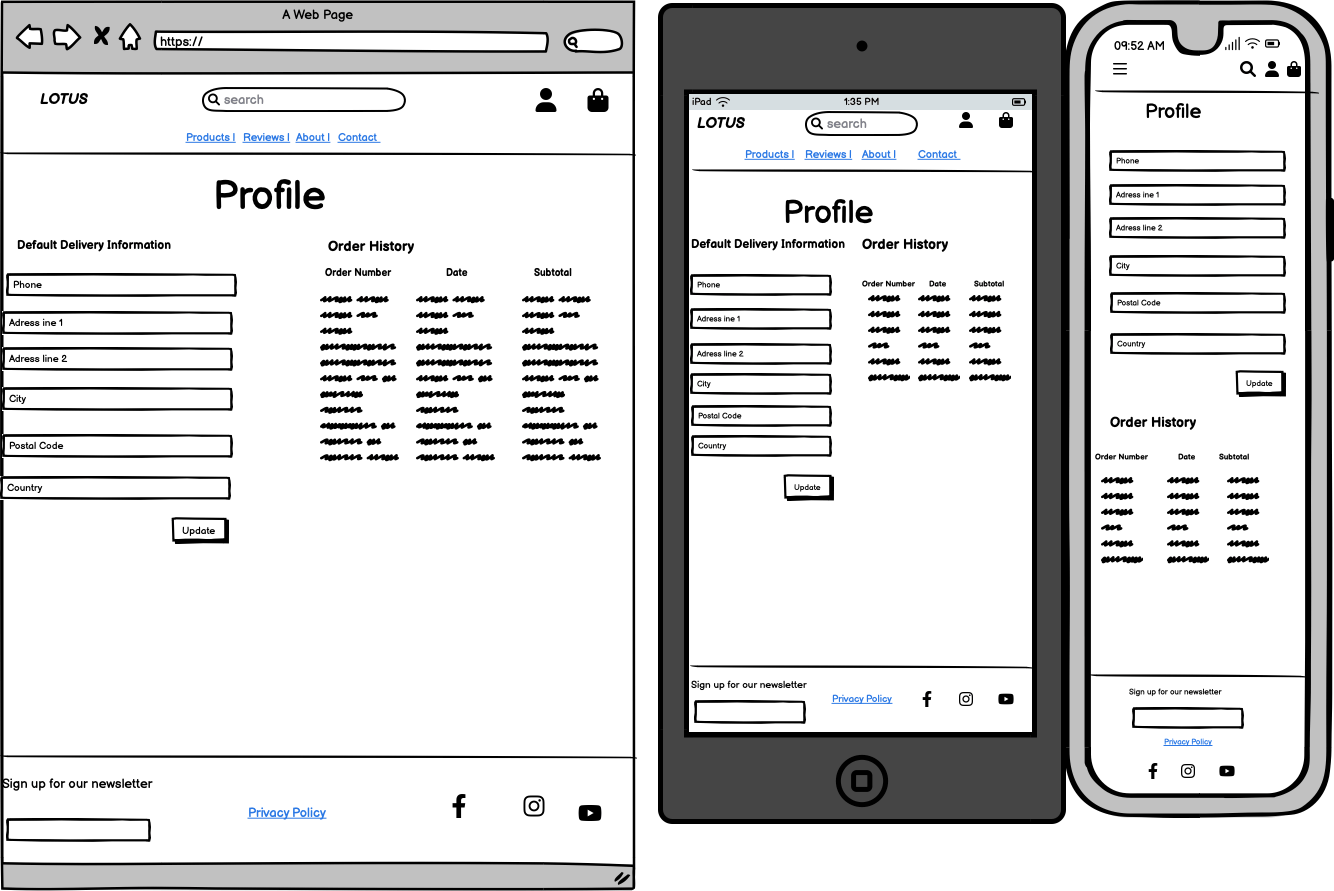 A Web Page
https://
LOTUS
search
Products | Reviews | About | Contact
Profile
Default Delivery Information
Order History
Order Number Date Subtotal
Phone
Adress ine 1
Adress line 2
City
Postal Code
Country
Update
Sign up for our newsletter
Privacy Policy
iPad 1:35 PM
LOTUS
search
Products | Reviews | About | Contact
Profile
Default Delivery Information Order History
Order Number Date Subtotal
Phone
Adress ine 1
Adress line 2
City
Postal Code
Country
Update
Sign up for our newsletter
Privacy Policy
09:52 AM
Profile
Phone
Adress ine 1
Adress line 2
City
Postal Code
Country
Update
Order History
Order Number Date Subtotal
Sign up for our newsletter
Privacy Policy